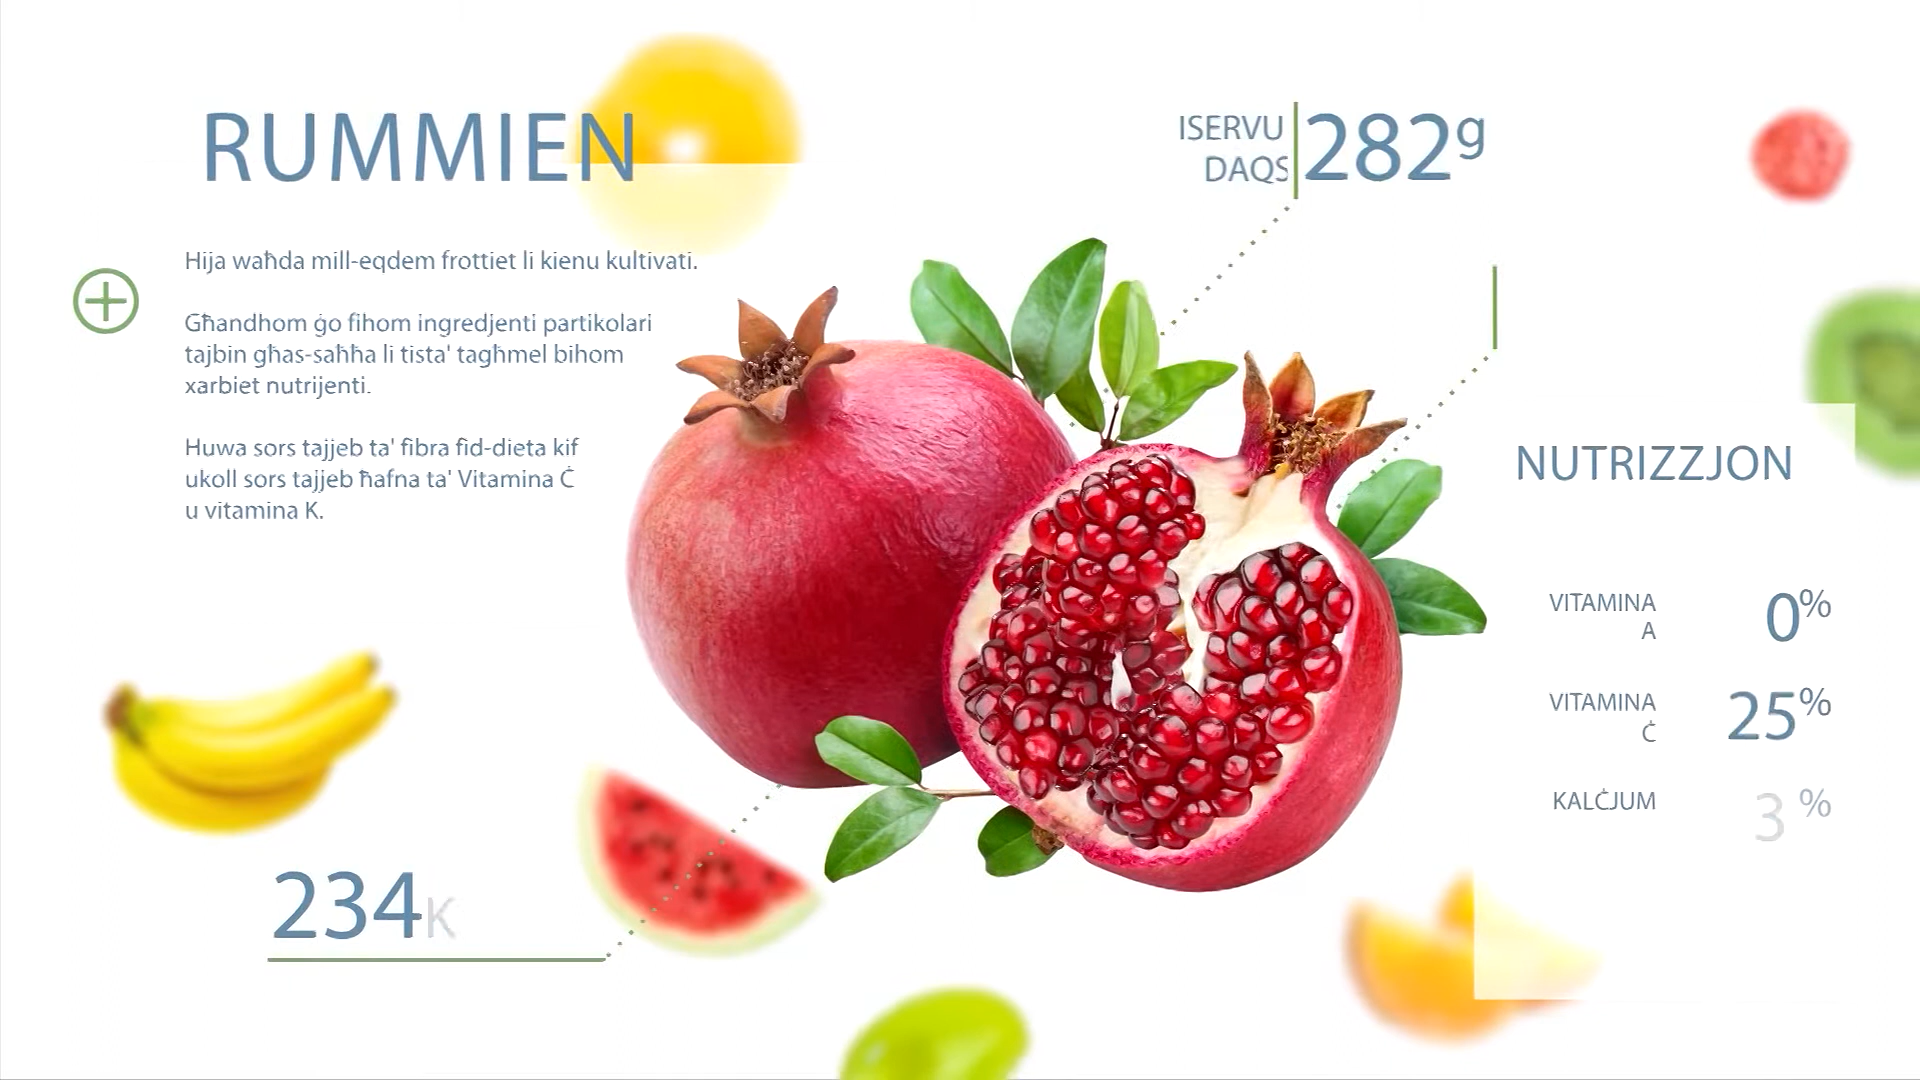 RUMMIEN
Hija waħda mill-eqdem frottiet li kienu kultivati.
Għandhom ġo fihom ingredjenti partikolari
tajbin għas-saħħa li tista' tagħmel bihom
xarbiet nutrijenti.
Huwa sors tajjeb ta' fibra fid-dieta kif
ukoll sors tajjeb ħafna ta' Vitamina Ċ
u vitamina K.
ISERVU
DAQS
282g
NUTRIZZJON
VITAMINA
A
0%
VITAMINA
Ċ
25%
KALĊJUM
3%
234K